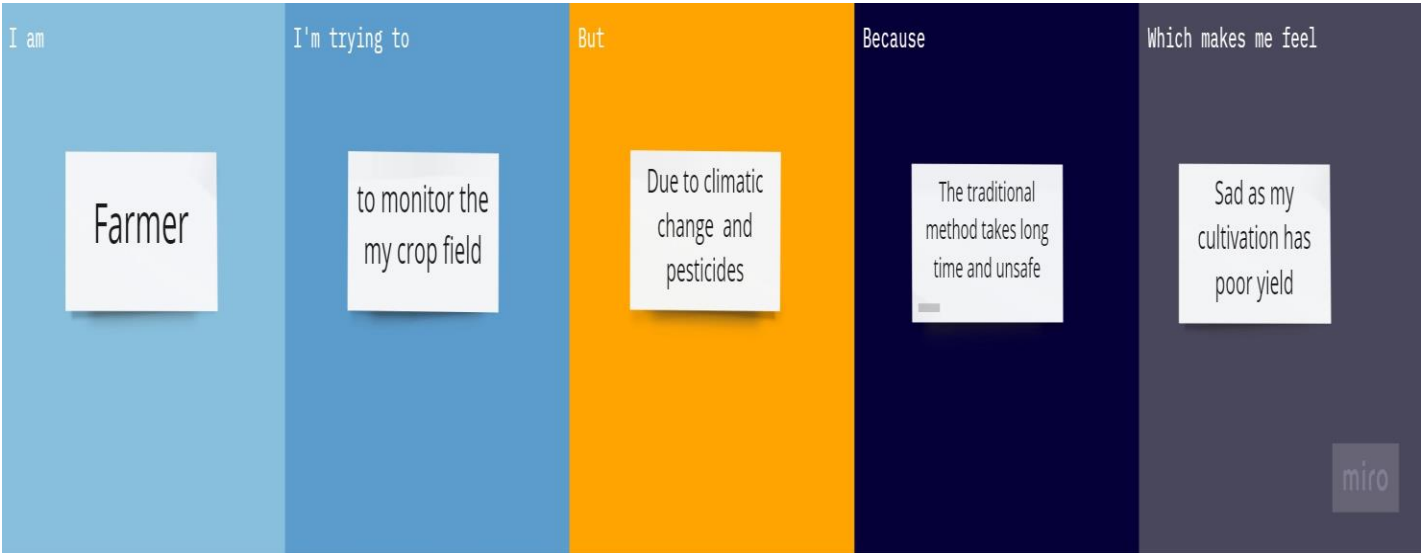 I am
Farmer
I'm trying to
to monitor the
my crop field
But
Due to climatic
change and
pesticides
Because
The traditional
method takes long
time and unsafe
Which makes me feel
Sad as my
cultivation has
poor yield
miro